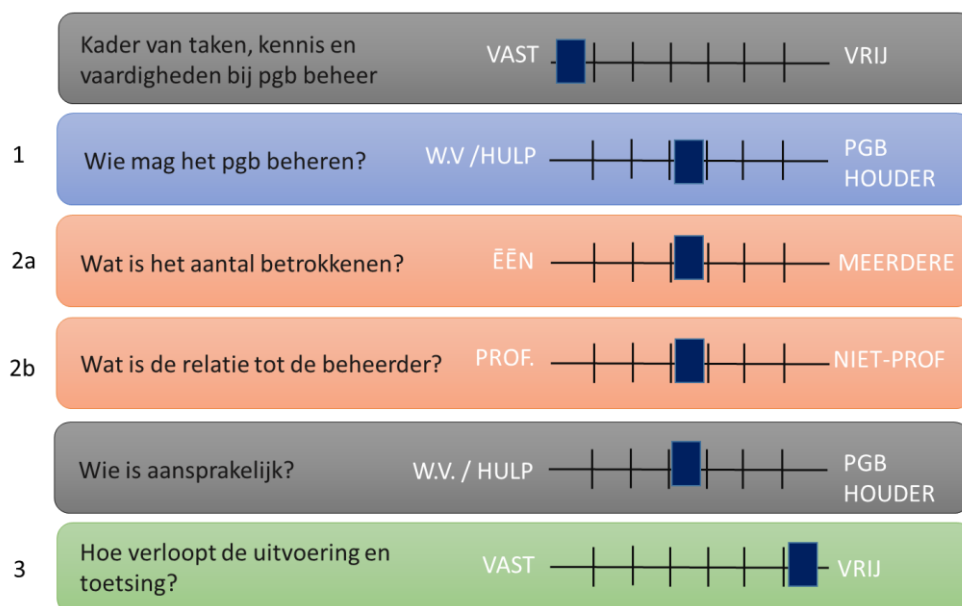 Kader van taken, kennis en
vaardigheden bij pgb beheer
VAST
VRIJ
1
Wie mag het pgb beheren?
W.V /HULP
PGB
HOUDER
2a
Wat is het aantal betrokkenen?
ĒĒN
MEERDERE
2b
Wat is de relatie tot de beheerder?
PROF.
NIET-PROF
Wie is aansprakelijk?
W.V. / HULP
PGB
HOUDER
3
Hoe verloopt de uitvoering en
toetsing?
VAST
VRIJ